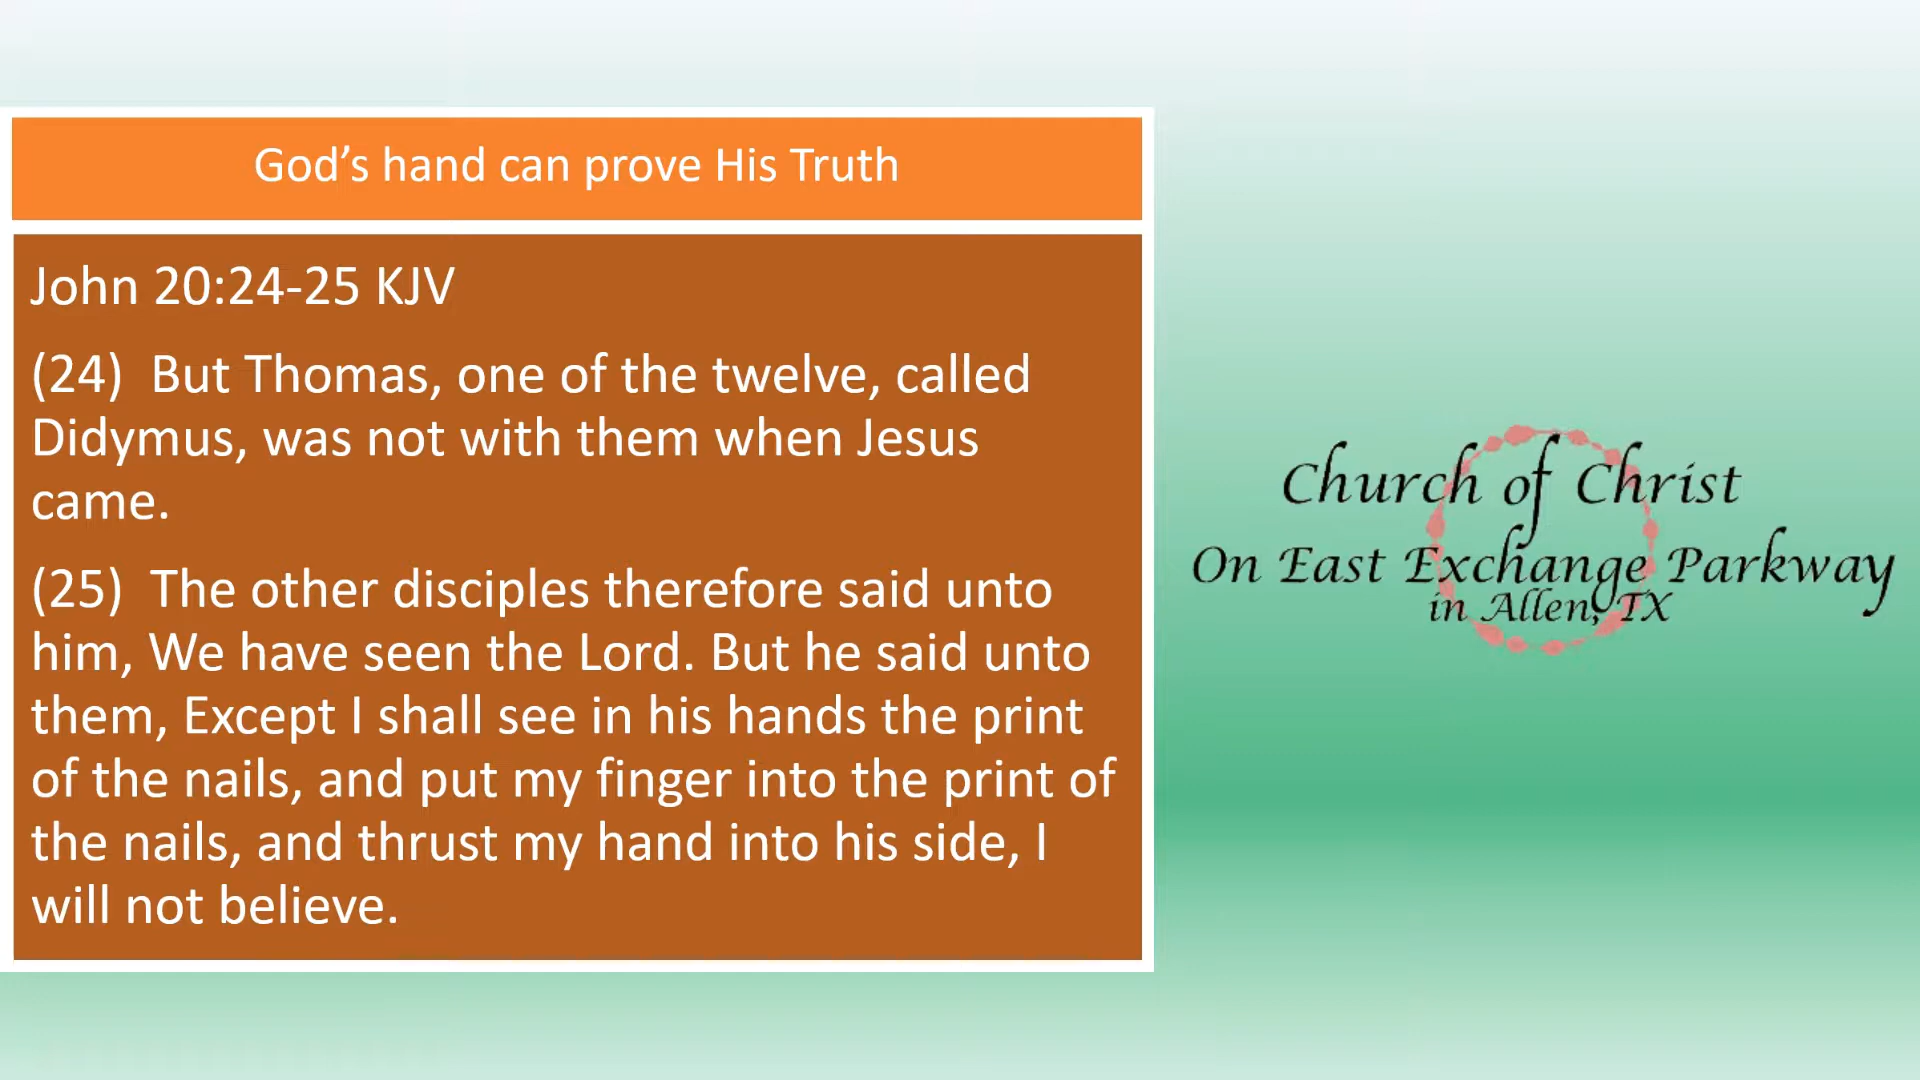 God’s hand can prove His Truth
John 20:24-25 KJV
(24)  But Thomas, one of the twelve, called
Didymus, was not with them when Jesus
came.
(25)  The other disciples therefore said unto
him, We have seen the Lord. But he said unto
them, Except I shall see in his hands the print
of the nails, and put my finger into the print of
the nails, and thrust my hand into his side, I
will not believe.
Church of Christ
On East Exchange Parkway
in Allen, TX